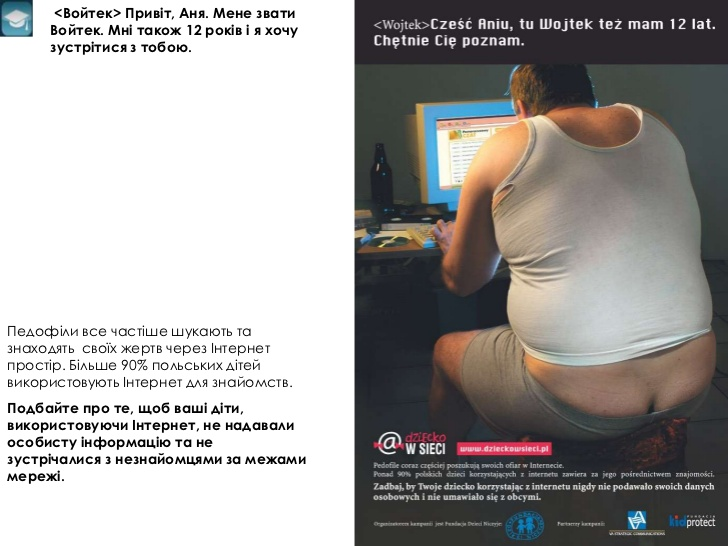 <Войтек> Привіт, Аня. Мене звати
Войтек. Мні також 12 років і я хочу
зустрітися з тобою.
Педофіли все частіше шукають та
знаходять своїх жертв через Інтернет
простір. Більше 90% польських дітей
використовують Інтернет для знайомств.
Подбайте про те, щоб ваші діти,
використовуючи Інтернет, не надавали
особисту інформацію та не
зустрічалися з незнайомцями за межами
мережі.
<Wojtek>Cześć Aniu, tu Wojtek też mam 12 lat.
Chętnie Cię poznam.
@ dziecko
W SIECI
www.dzieckowsieci.pl
Pedofile coraz częściej poszukują swoich ofiar w Internecie.
Ponad 90% polskich dzieci korzystających z internetu zawiera za jego pośrednictwem znajomości.
Zadbaj, by Twoje dziecko korzystając z internetu nigdy nie podawało swoich danych
osobowych i nie umawiało się z obcymi.
Organizatorem kampanii jest Fundacja Dzieci Niczyje:
Partnerzy kampanii:
FUNDACJA
kidprotect